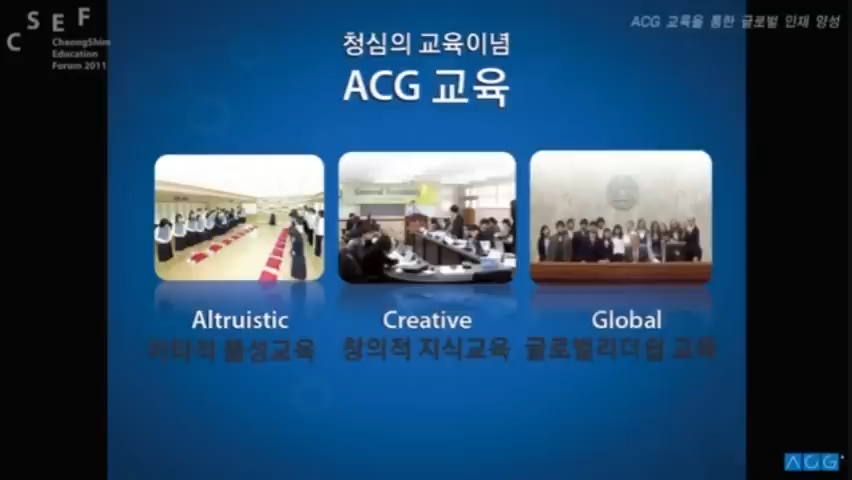 C S E F
CheongShim
Education
Forum 2011
ACG 교육을 통한 글로벌 인재 양성
청심의 교육이념
ACG 교육
Altruistic
Creative
Global
이타적 품성교육
창의적 지식교육
글로벌리더쉽 교육
ACG